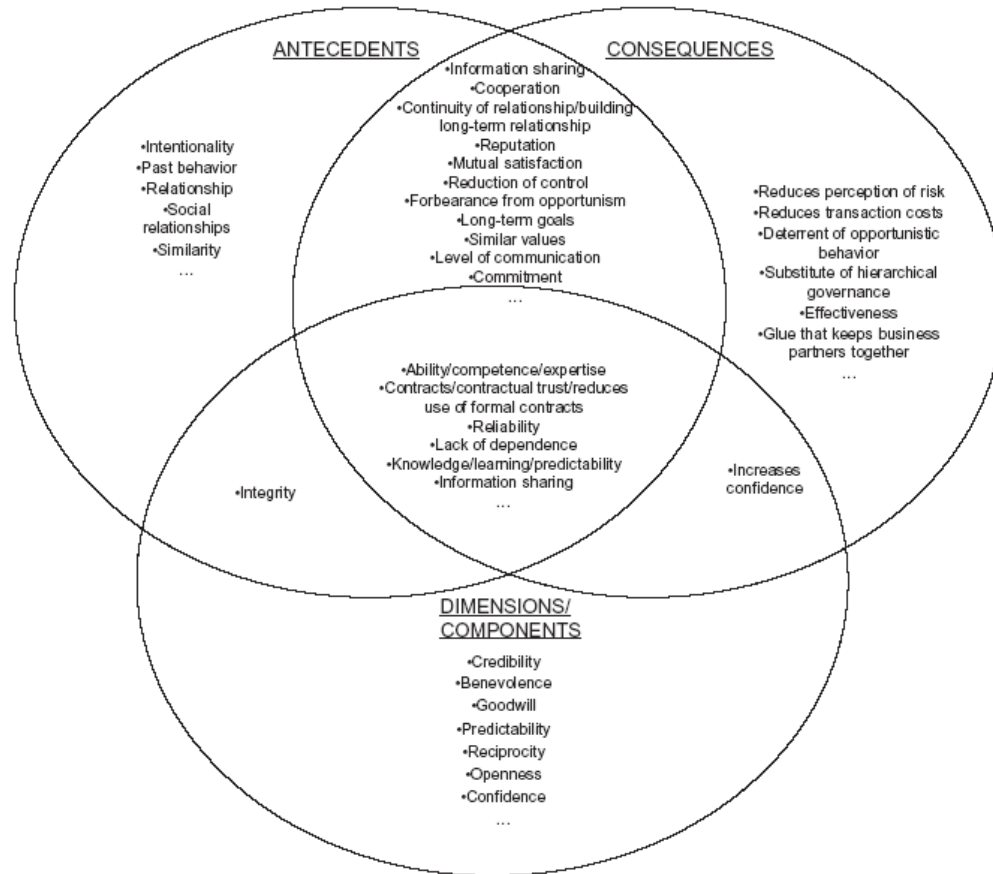 ANTECEDENTS
CONSEQUENCES
•Information sharing
•Cooperation
•Continuity of relationship/building
long-term relationship
•Reputation
•Mutual satisfaction
•Reduction of control
•Forbearance from opportunism
•Long-term goals
•Similar values
•Level of communication
•Commitment
...
•Intentionality
•Past behavior
•Relationship
•Social
relationships
•Similarity
...
•Reduces perception of risk
•Reduces transaction costs
•Deterrent of opportunistic
behavior
•Substitute of hierarchical
governance
•Effectiveness
•Glue that keeps business
partners together
...
•Ability/competence/expertise
•Contracts/contractual trust/reduces
use of formal contracts
•Reliability
•Lack of dependence
•Knowledge/learning/predictability
•Information sharing
...
•Integrity
•Increases
confidence
DIMENSIONS/
COMPONENTS
•Credibility
•Benevolence
•Goodwill
•Predictability
•Reciprocity
•Openness
•Confidence
...